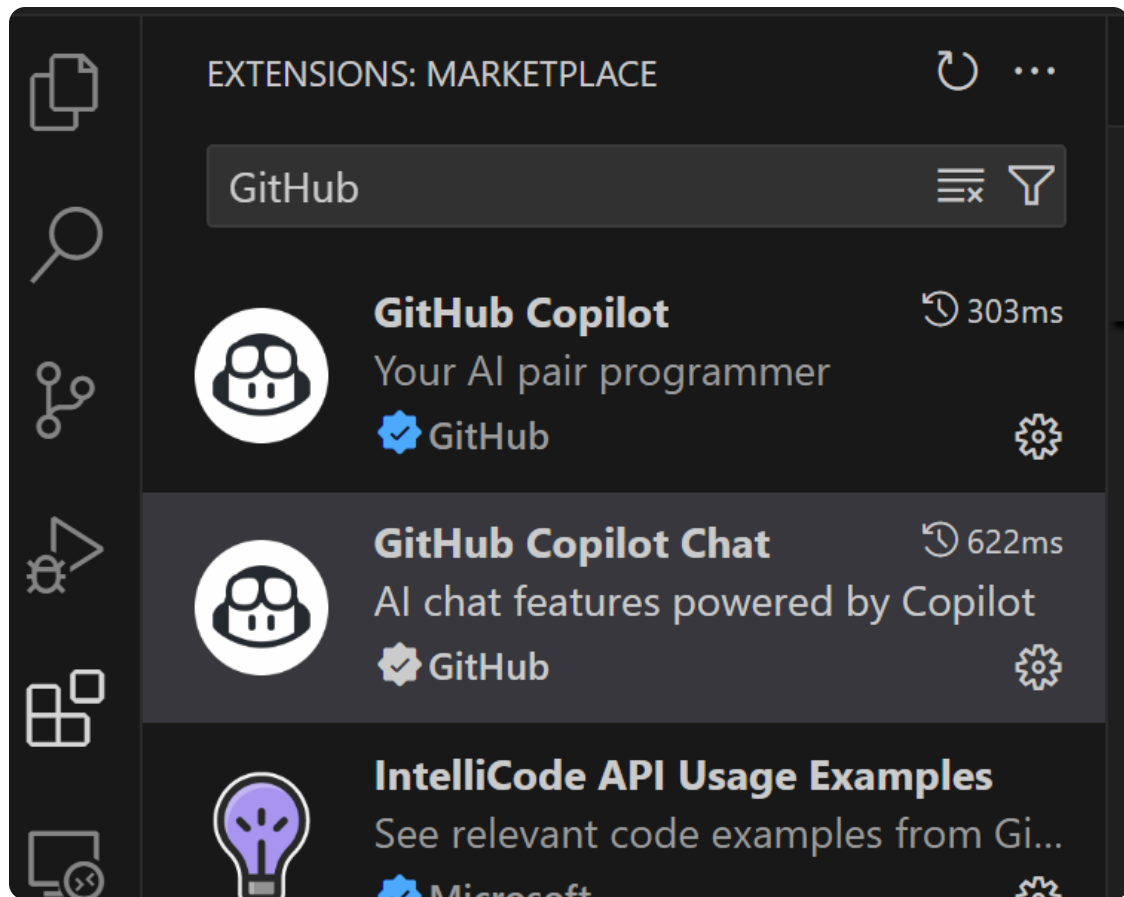 EXTENSIONS: MARKETPLACE
GitHub
GitHub Copilot 303ms
Your AI pair programmer
GitHub
GitHub Copilot Chat 622ms
AI chat features powered by Copilot
GitHub
IntelliCode API Usage Examples
See relevant code examples from Gi...
Microsoft